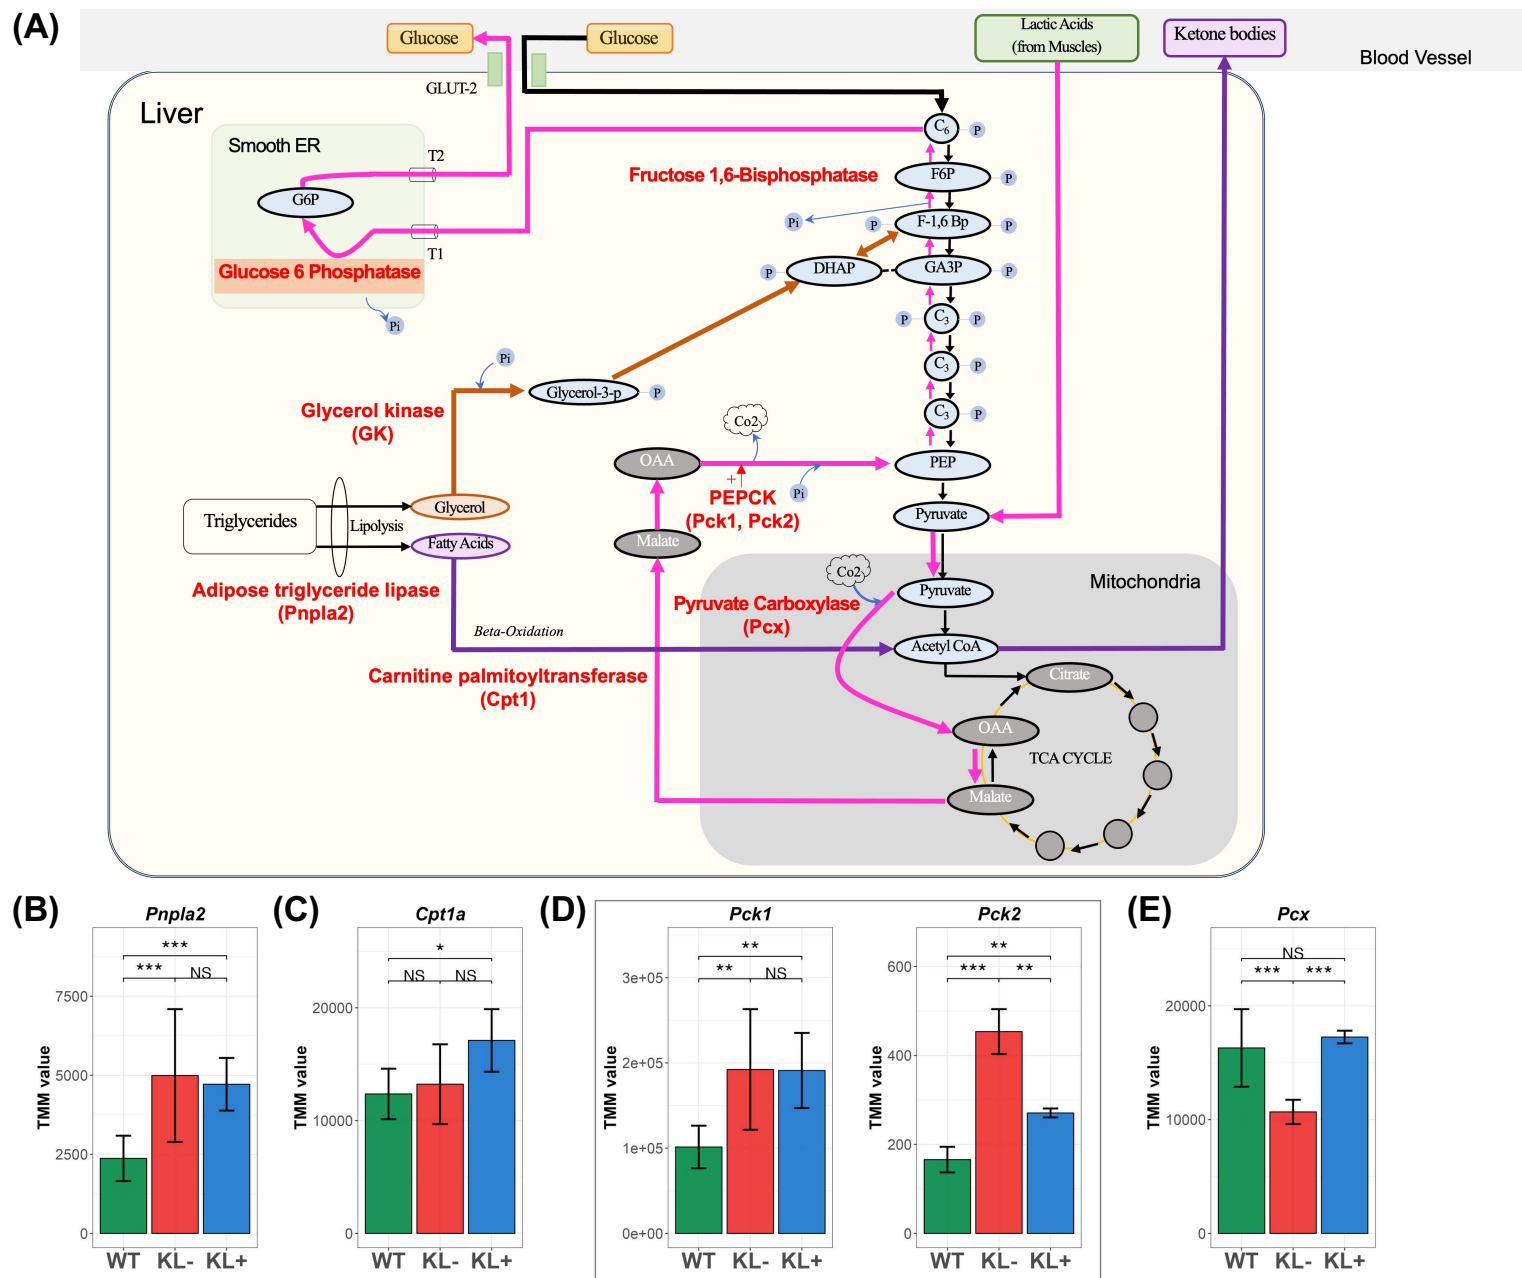 (A)
Glucose
Glucose
Lactic Acids
(from Muscles)
Ketone bodies
Blood Vessel
GLUT-2
Liver
Smooth ER
T2
G6P
T1
Glucose 6 Phosphatase
Pi
C6
P
Fructose 1,6-Bisphosphatase
F6P
P
Pi
P
F-1,6 Bp
P
P
DHAP
GA3P
P
P
C3
P
C3
P
C3
P
Pi
Glycerol-3-p
P
Glycerol kinase
(GK)
Co2
OAA
PEP
+
Pi
PEPCK
(Pck1, Pck2)
Pyruvate
Triglycerides
Lipolysis
Glycerol
Fatty Acids
Malate
Adipose triglyceride lipase
(Pnpla2)
Mitochondria
Co2
Pyruvate
Pyruvate Carboxylase
(Pcx)
Beta-Oxidation
Acetyl CoA
Carnitine palmitoyltransferase
(Cpt1)
Citrate
OAA
TCA CYCLE
Malate
(B)
Pnpla2
***
***
NS
TMM value
7500
5000
2500
0
WT
KL-
KL+
(C)
Cpt1a
*
NS
NS
TMM value
20000
10000
0
WT
KL-
KL+
(D)
Pck1
**
**
NS
TMM value
3e+05
2e+05
1e+05
0e+00
WT
KL-
KL+
Pck2
**
***
**
TMM value
600
400
200
0
WT
KL-
KL+
(E)
Pcx
NS
***
***
TMM value
20000
10000
0
WT
KL-
KL+